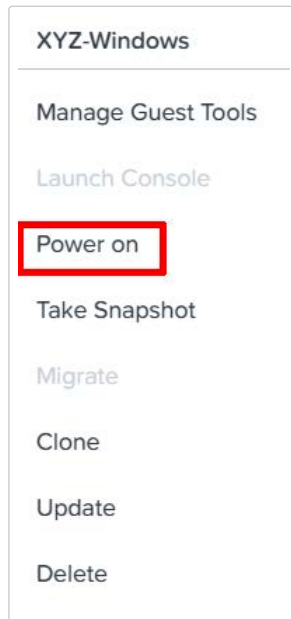 XYZ-Windows
Manage Guest Tools
Launch Console
Power on
Take Snapshot
Migrate
Clone
Update
Delete